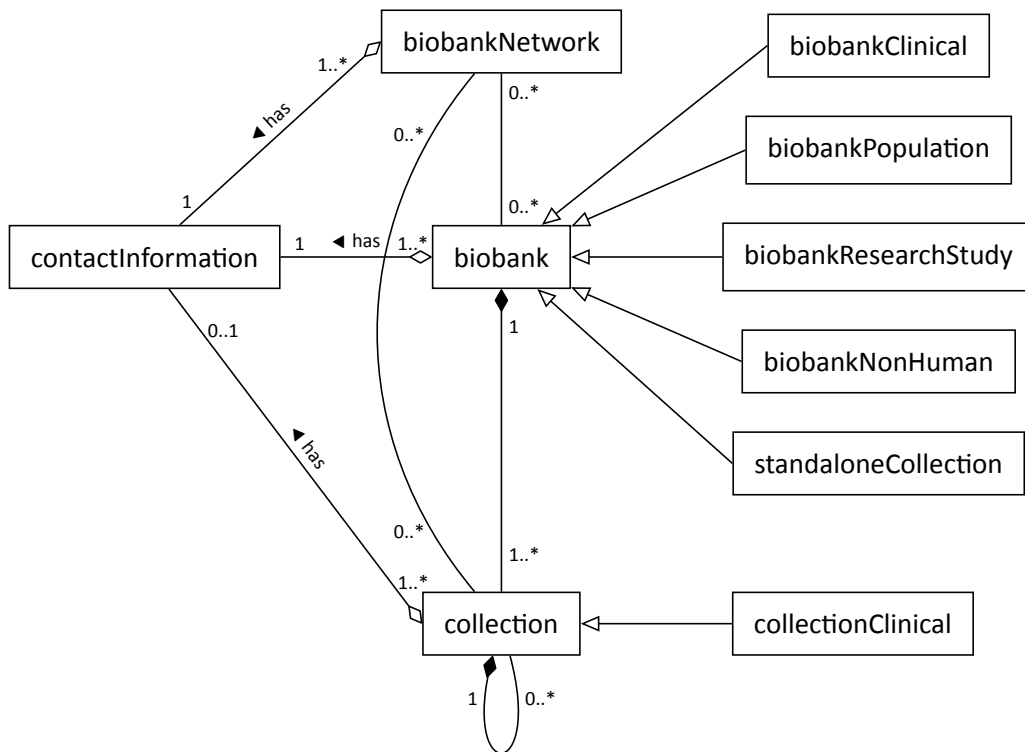 biobankNetwork
biobankClinical
1..*
◄ has
0..*
0..*
biobankPopulation
1
0..*
contactInformation
1
◄ has
1..*
biobank
biobankResearchStudy
0..1
1
biobankNonHuman
◄ has
standaloneCollection
0..*
1..*
1..*
collection
collectionClinical
1
0..*